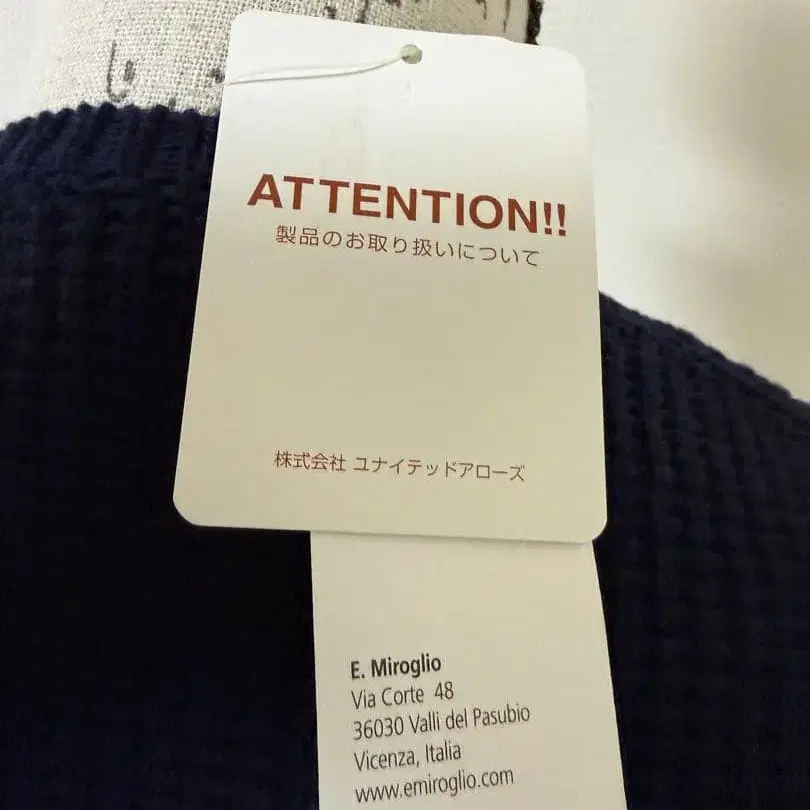 ATTENTION!!
製品のお取り扱いについて
株式会社 ユナイテッドアローズ
E. Miroglio
Via Corte 48
36030 Valli del Pasubio
Vicenza, Italia
www.emiroglio.com